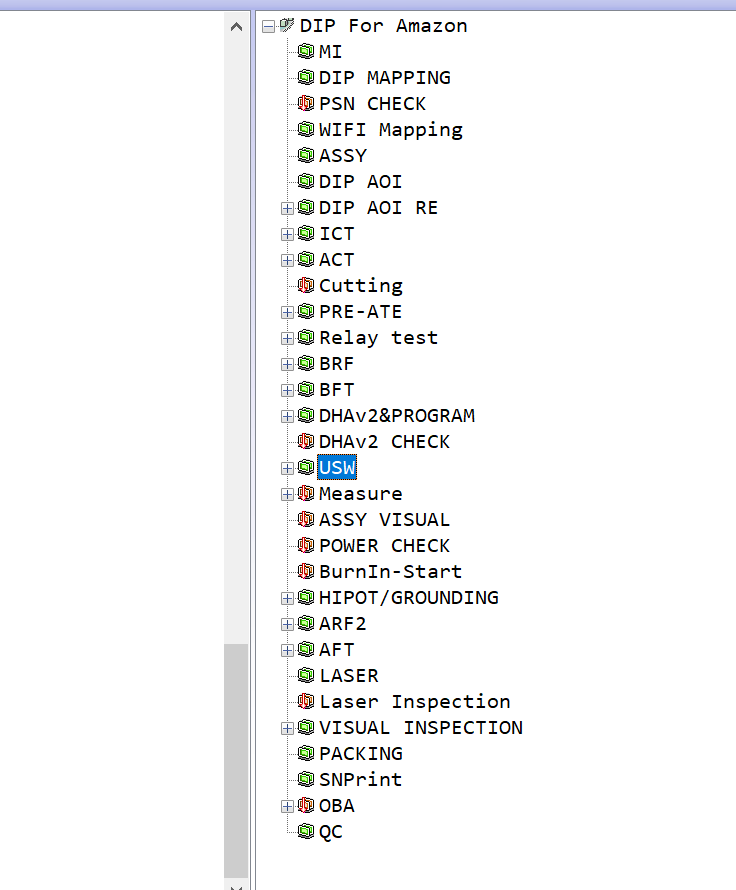 DIP For Amazon
MI
DIP MAPPING
PSN CHECK
WIFI Mapping
ASSY
DIP AOI
DIP AOI RE
ICT
ACT
Cutting
PRE-ATE
Relay test
BRF
BFT
DHAv2&PROGRAM
DHAv2 CHECK
USW
Measure
ASSY VISUAL
POWER CHECK
BurnIn-Start
HIPOT/GROUNDING
ARF2
AFT
LASER
Laser Inspection
VISUAL INSPECTION
PACKING
SNPrint
OBA
QC